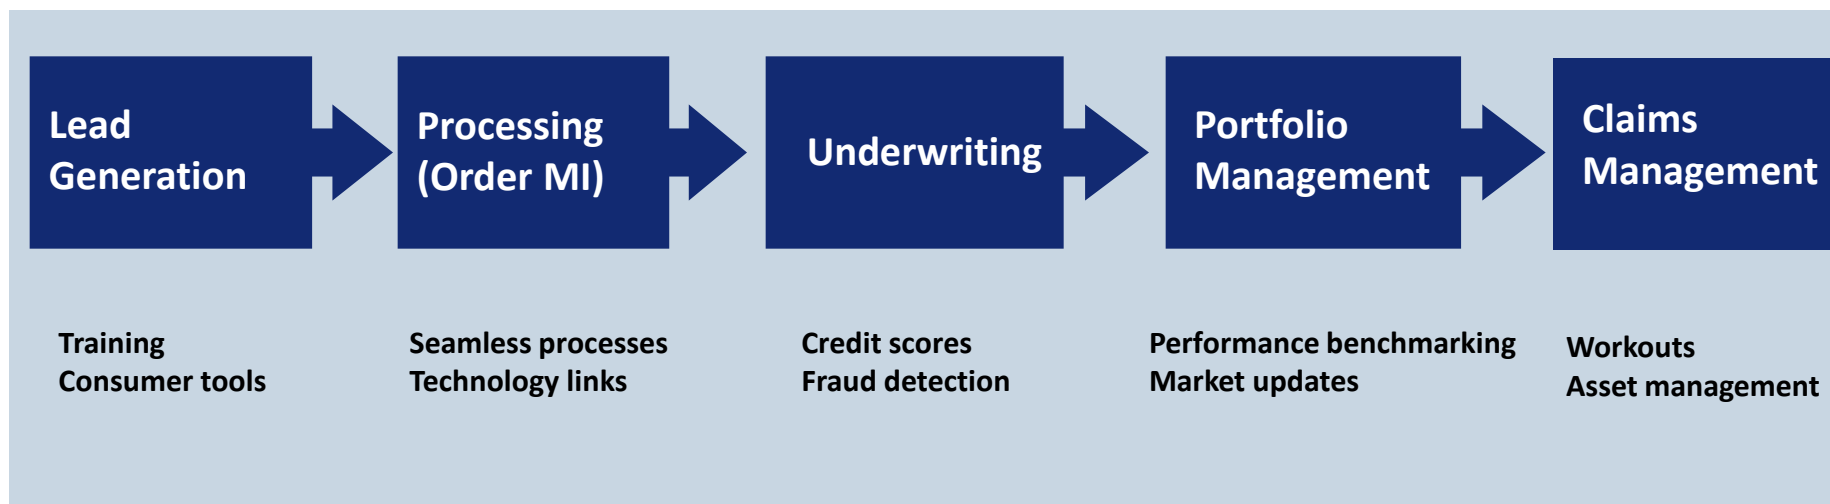 Lead
Generation
Processing
(Order MI)
Underwriting
Portfolio
Management
Claims
Management
Training
Consumer tools
Seamless processes
Technology links
Credit scores
Fraud detection
Performance benchmarking
Market updates
Workouts
Asset management